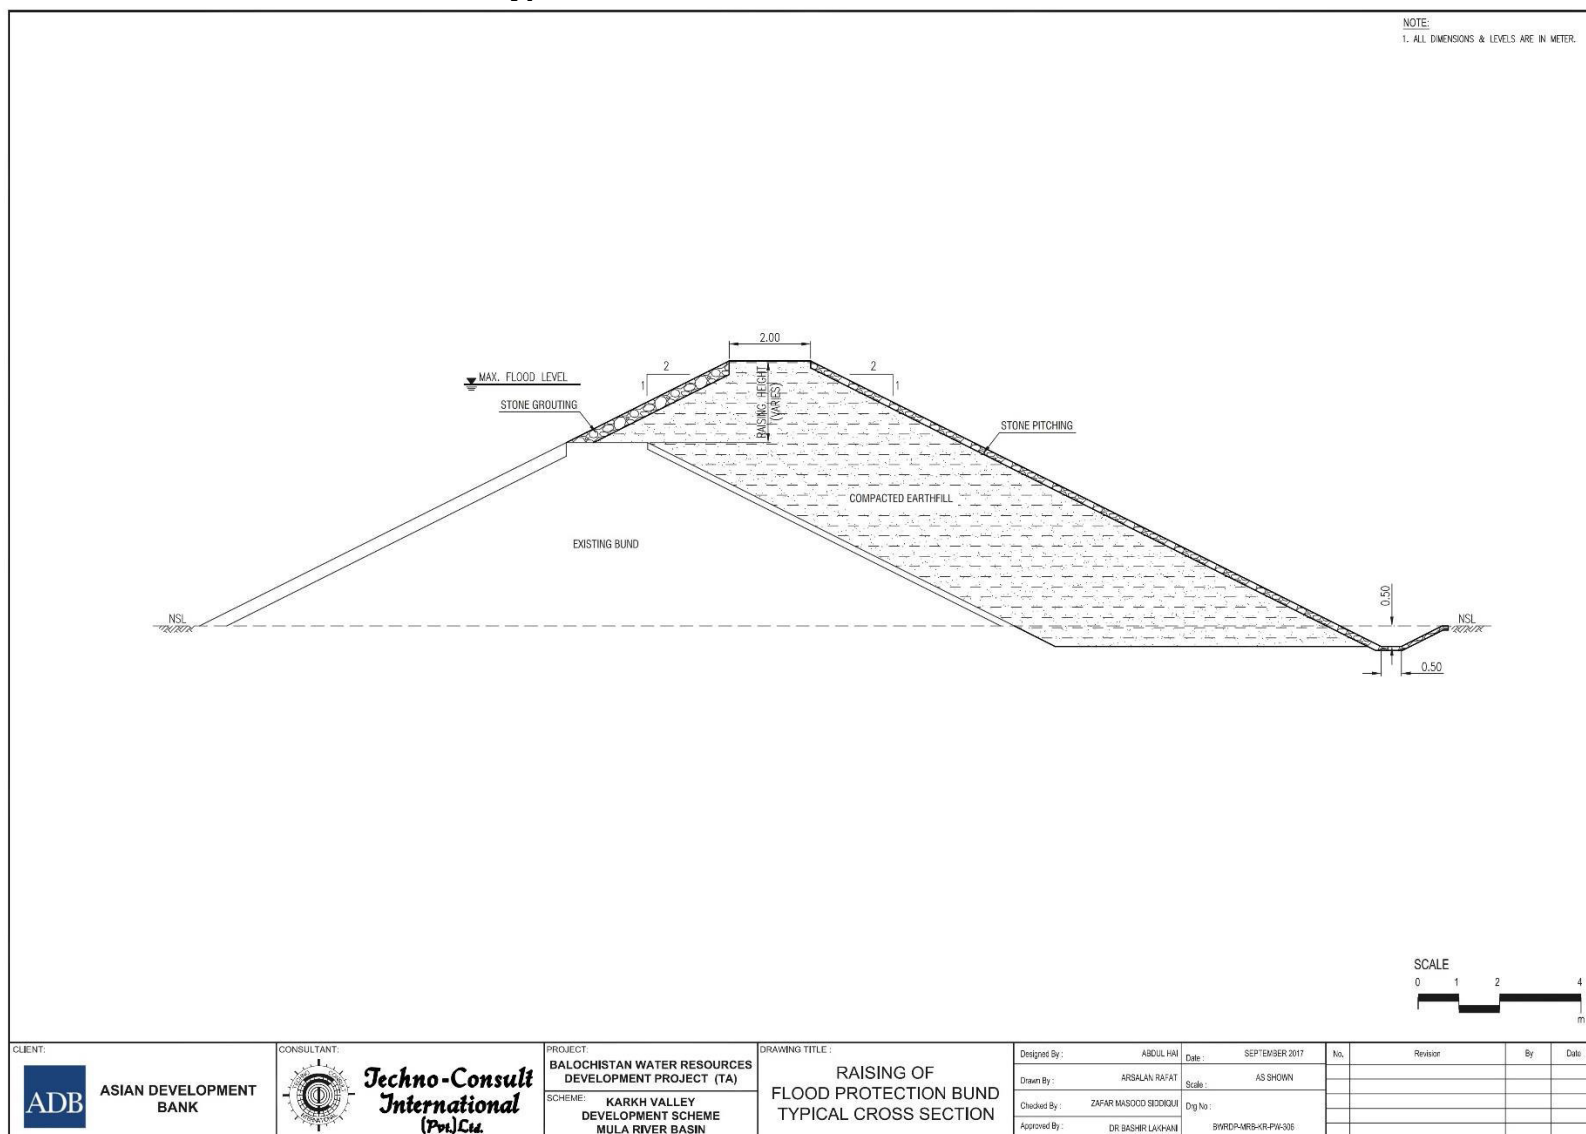 NOTE:
1. ALL DIMENSIONS & LEVELS ARE IN METER.
2.00
2
1
2
1
MAX. FLOOD LEVEL
STONE GROUTING
RAISING HEIGHT
(VARIES)
STONE PITCHING
COMPACTED EARTHFILL
EXISTING BUND
0.50
NSL
NSL
0.50
SCALE
0 1 2 4
m
CLIENT:
ADB
ASIAN DEVELOPMENT
BANK
CONSULTANT:
Techno-Consult
International
(Pvt.)Ltd.
PROJECT:
BALOCHISTAN WATER RESOURCES
DEVELOPMENT PROJECT (TA)
SCHEME:
KARKH VALLEY
DEVELOPMENT SCHEME
MULA RIVER BASIN
DRAWING TITLE :
RAISING OF
FLOOD PROTECTION BUND
TYPICAL CROSS SECTION
Designed By : ABDUL HAI
Drawn By : ARSALAN RAFAT
Checked By : ZAFAR MASOOD SIDDIQUI
Approved By : DR BASHIR LAKHANI
Date : SEPTEMBER 2017
Scale : AS SHOWN
Drg No :
BWRDP-MRB-KR-PW-306
No. Revision By Date